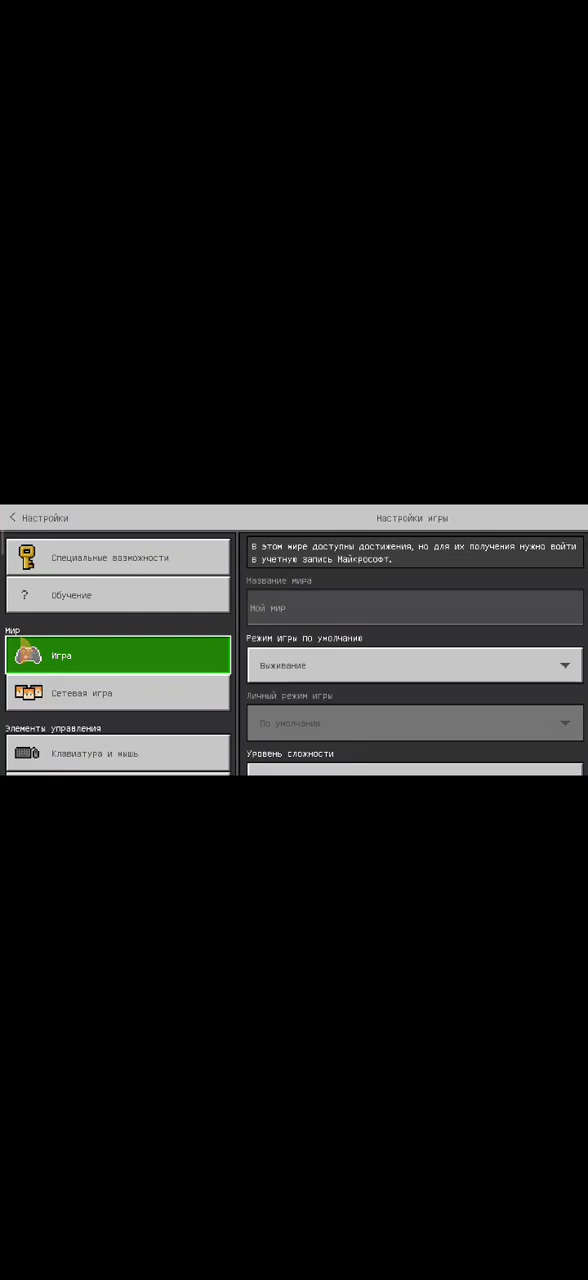 Настройки
Настройки игры
Специальные возможности
Обучение
Мир
Игра
Сетевая игра
Элементы управления
Клавиатура и мышь
В этом мире доступны достижения, но для их получения нужно войти
в учетную запись Майкрософт.
Название мира
Мой мир
Режим игры по умолчанию
Выживание
Личный режим игры
По умолчанию
Уровень сложности